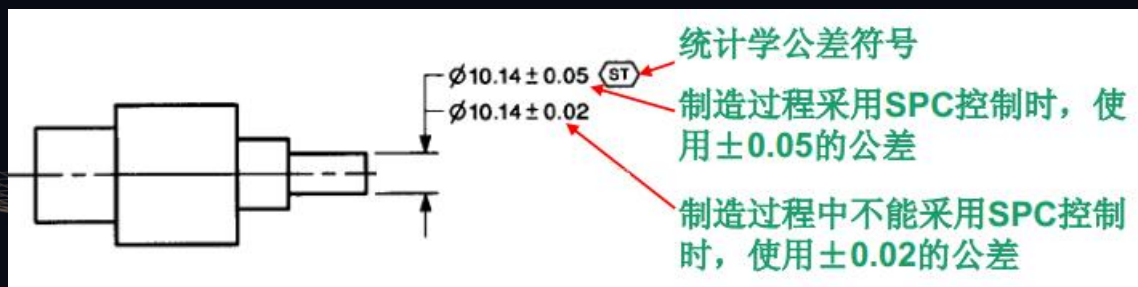 统计学公差符号
Ø10.14±0.05 ST
制造过程采用SPC控制时，使
用±0.05的公差
Ø10.14±0.02
制造过程中不能采用SPC控制
时，使用±0.02的公差